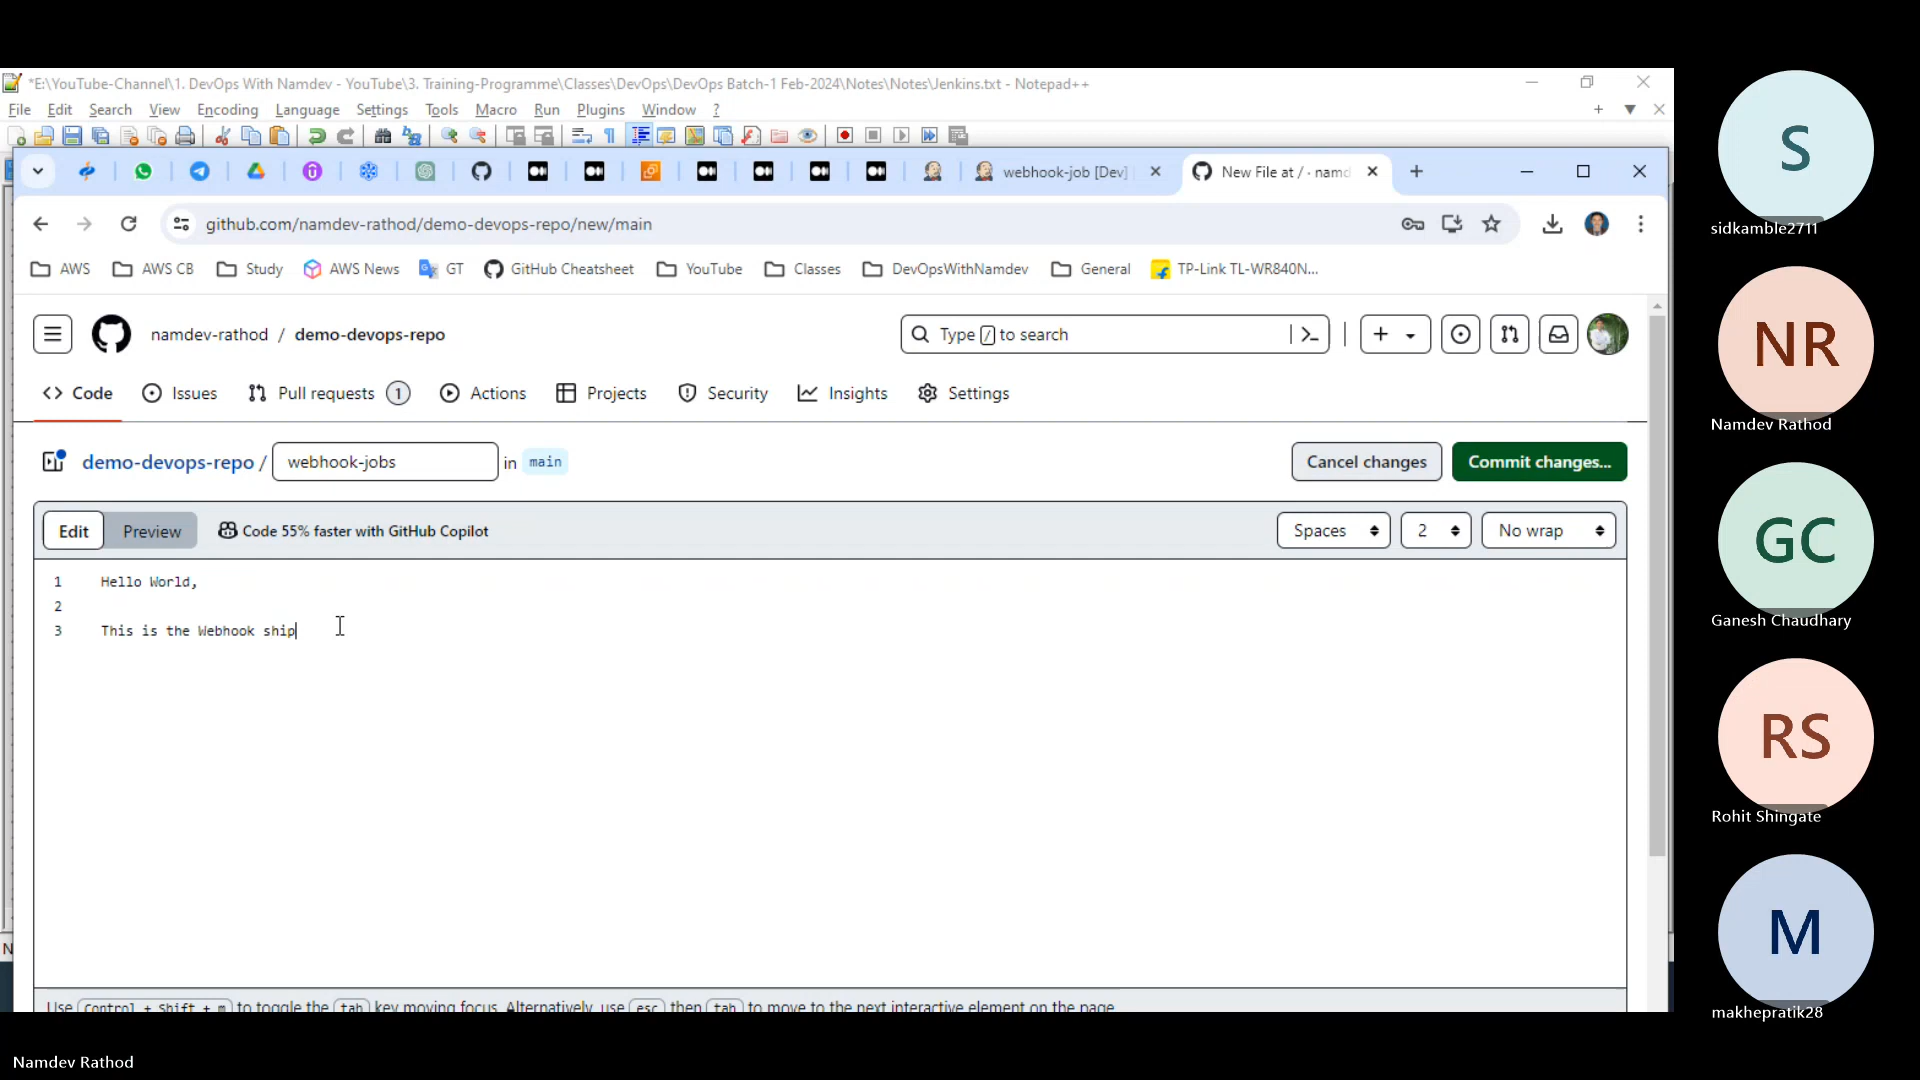 *E:\YouTube-Channel\1. DevOps With Namdev - YouTube\3. Training-Programme\Classes\DevOps\DevOps Batch-1 Feb-2024\Notes\Notes\Jenkins.txt - Notepad++
File Edit Search View Encoding Language Settings Tools Macro Run Plugins Window ?
webhook-job [Dev]
New File at / · namd
github.com/namdev-rathod/demo-devops-repo/new/main
AWS AWS CB Study AWS News GT GitHub Cheatsheet YouTube Classes DevOpsWithNamdev General TP-Link TL-WR840N...
namdev-rathod / demo-devops-repo
Type / to search
Code Issues Pull requests 1 Actions Projects Security Insights Settings
demo-devops-repo / webhook-jobs in main
Cancel changes Commit changes...
Edit Preview Code 55% faster with GitHub Copilot
Spaces 2 No wrap
1 Hello World,
2
3 This is the Webhook ship
Use Control + Shift + m to toggle the tab key moving focus. Alternatively, use esc then tab to move to the next interactive element on the page.
S
sidkamble2711
NR
Namdev Rathod
GC
Ganesh Chaudhary
RS
Rohit Shingate
M
makhepratik28
Namdev Rathod